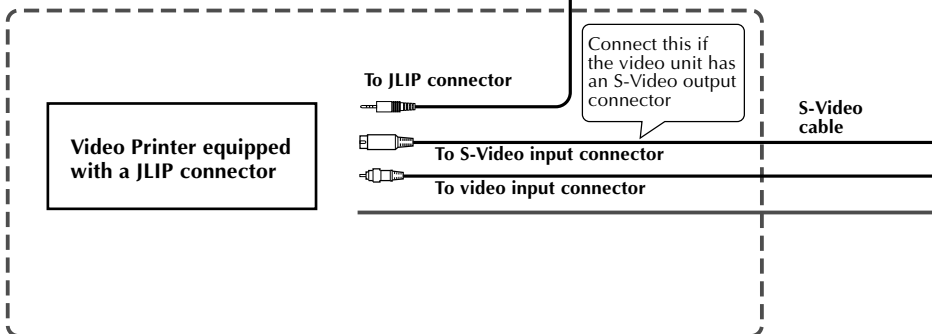 Connect this if
the video unit has
an S-Video output
connector
To JLIP connector
S-Video
cable
Video Printer equipped
with a JLIP connector
To S-Video input connector
To video input connector